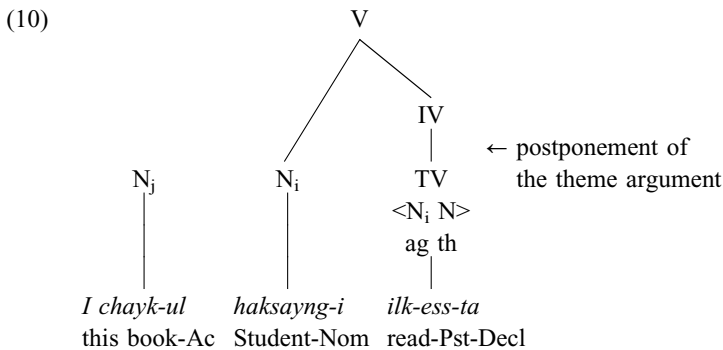 (10)
V
IV
← postponement of
the theme argument
N_j N_i TV
<N_i N>
ag th
I chayk-ul haksayng-i ilk-ess-ta
this book-Ac Student-Nom read-Pst-Decl